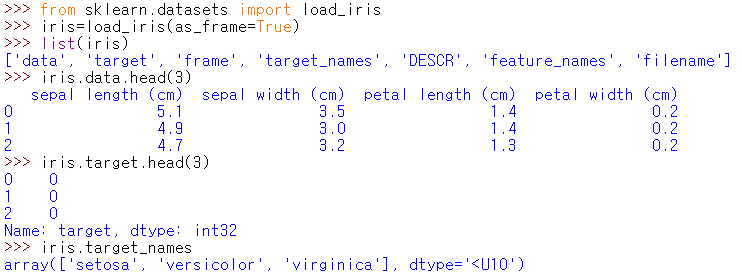 >>> from sklearn.datasets import load_iris
>>> iris=load_iris(as_frame=True)
>>> list(iris)
['data', 'target', 'frame', 'target_names', 'DESCR', 'feature_names', 'filename']
>>> iris.data.head(3)
   sepal length (cm)  sepal width (cm)  petal length (cm)  petal width (cm)
0                5.1               3.5                1.4               0.2
1                4.9               3.0                1.4               0.2
2                4.7               3.2                1.3               0.2
>>> iris.target.head(3)
0    0
1    0
2    0
Name: target, dtype: int32
>>> iris.target_names
array(['setosa', 'versicolor', 'virginica'], dtype='<U10')